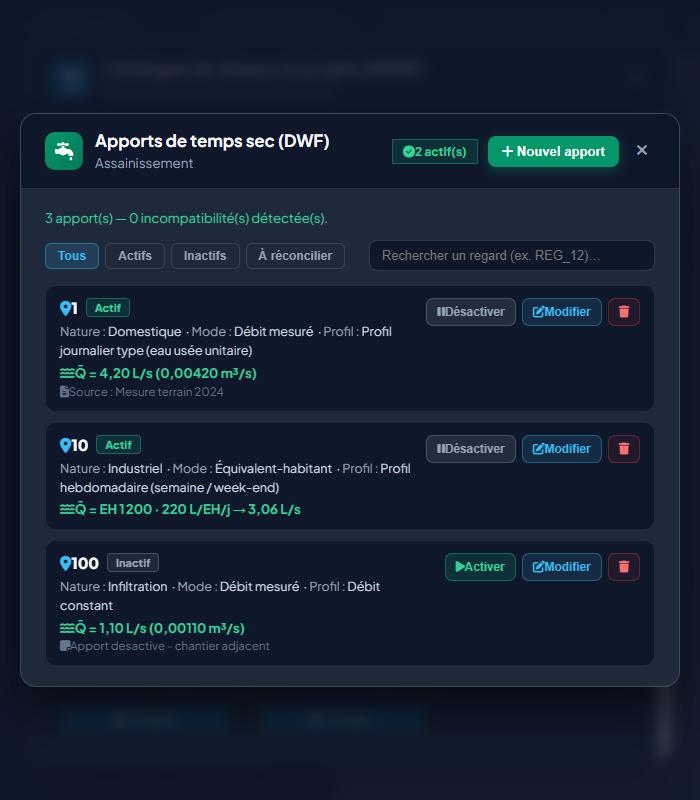 Apports de temps sec (DWF)
Assainissement
2 actif(s)
+ Nouvel apport
3 apport(s) — 0 incompatibilité(s) détectée(s).
Tous
Actifs
Inactifs
À réconcilier
Rechercher un regard (ex. REG_12)...
1 Actif
Désactiver
Modifier
Nature : Domestique · Mode : Débit mesuré · Profil : Profil
journalier type (eau usée unitaire)
Q̄ = 4,20 L/s (0,00420 m³/s)
Source : Mesure terrain 2024
10 Actif
Désactiver
Modifier
Nature : Industriel · Mode : Équivalent-habitant · Profil : Profil
hebdomadaire (semaine / week-end)
Q̄ = EH 1200 · 220 L/EH/j → 3,06 L/s
100 Inactif
Activer
Modifier
Nature : Infiltration · Mode : Débit mesuré · Profil : Débit
constant
Q̄ = 1,10 L/s (0,00110 m³/s)
Apport desactive - chantier adjacent